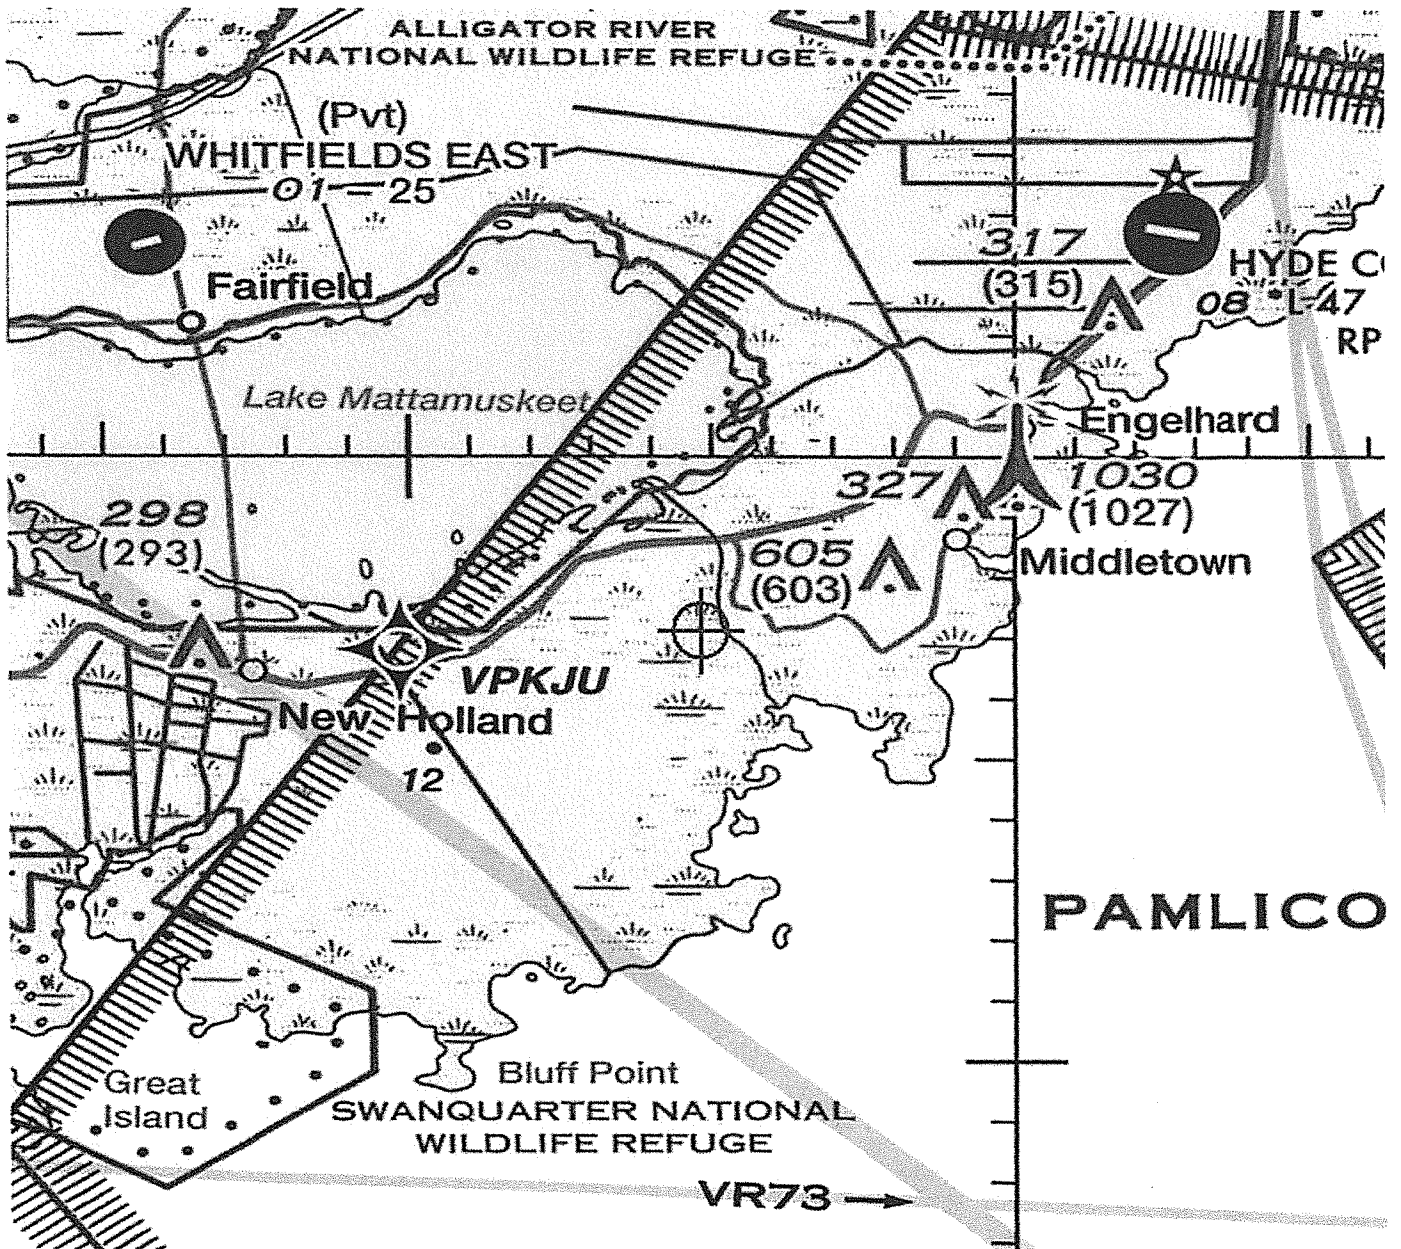 ALLIGATOR RIVER
NATIONAL WILDLIFE REFUGE
(Pvt)
WHITFIELDS EAST
01 - 25
317
(315)
HYDE CO
08 L 47
RP
Fairfield
Lake Mattamuskeet
Engelhard
298
(293)
327
1030
(1027)
605
(603)
Middletown
VPKJU
New Holland
12
PAMLICO
Great
Island
Bluff Point
SWANQUARTER NATIONAL
WILDLIFE REFUGE
VR73